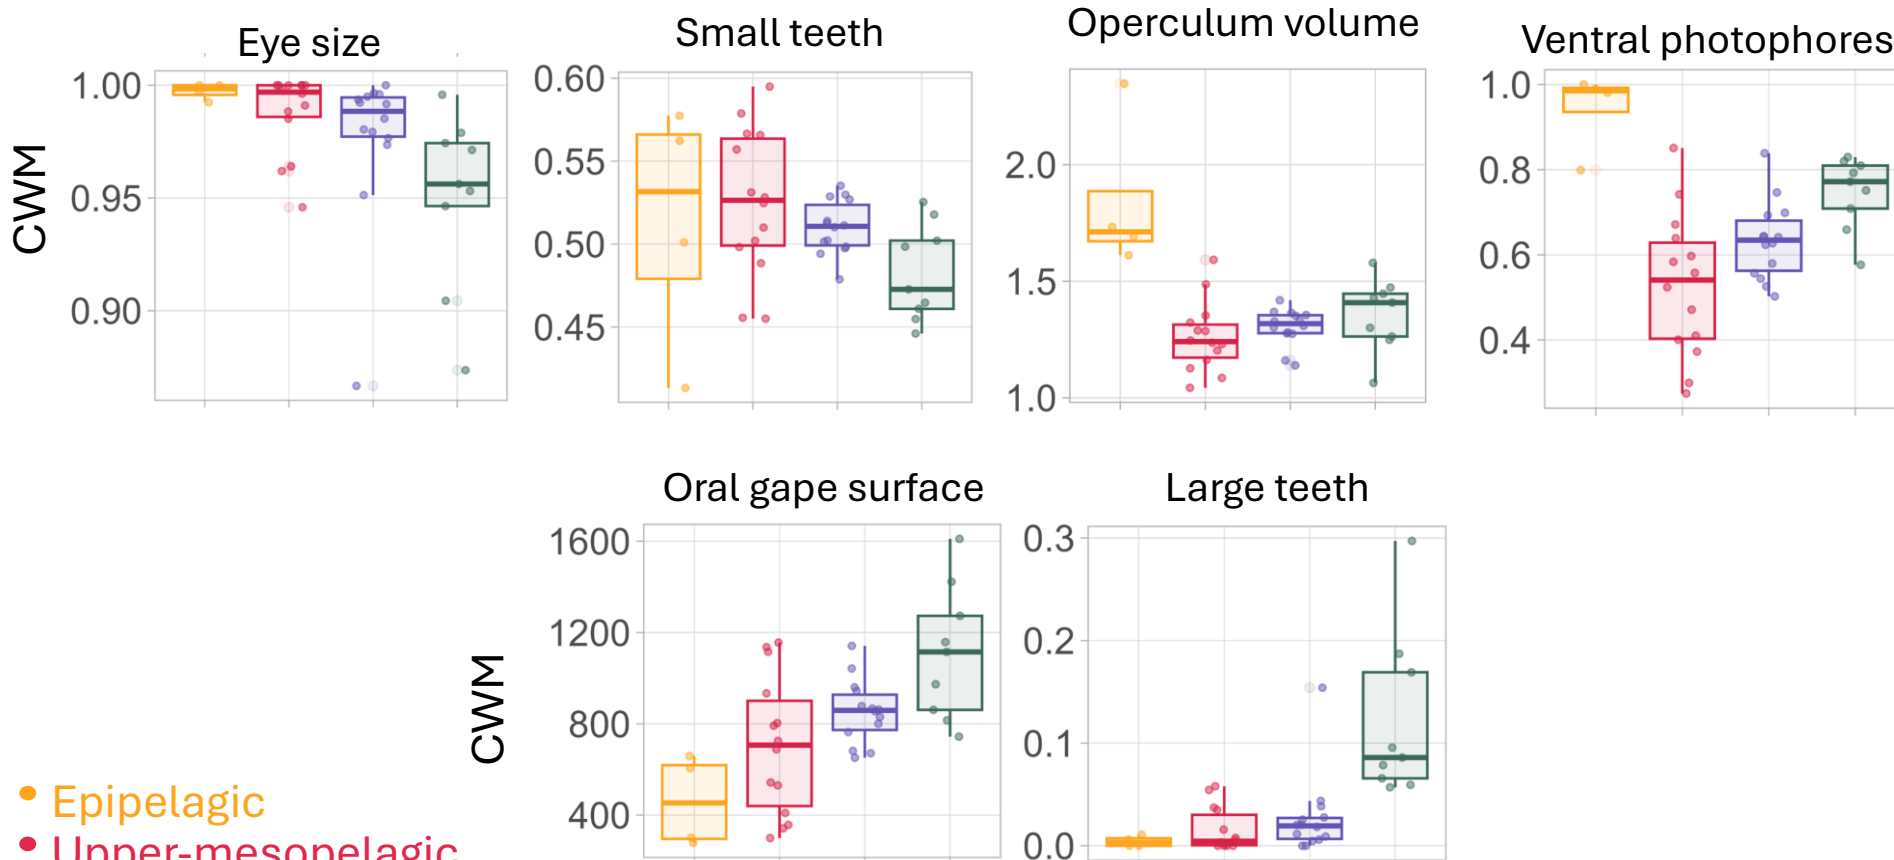 Eye size
Small teeth
Operculum volume
Ventral photophores
CWM
1.00
0.95
0.90
0.60
0.55
0.50
0.45
2.0
1.5
1.0
1.0
0.8
0.6
0.4
Oral gape surface
Large teeth
CWM
1600
1200
800
400
0.3
0.2
0.1
0.0
• Epipelagic
• Upper-mesopelagic